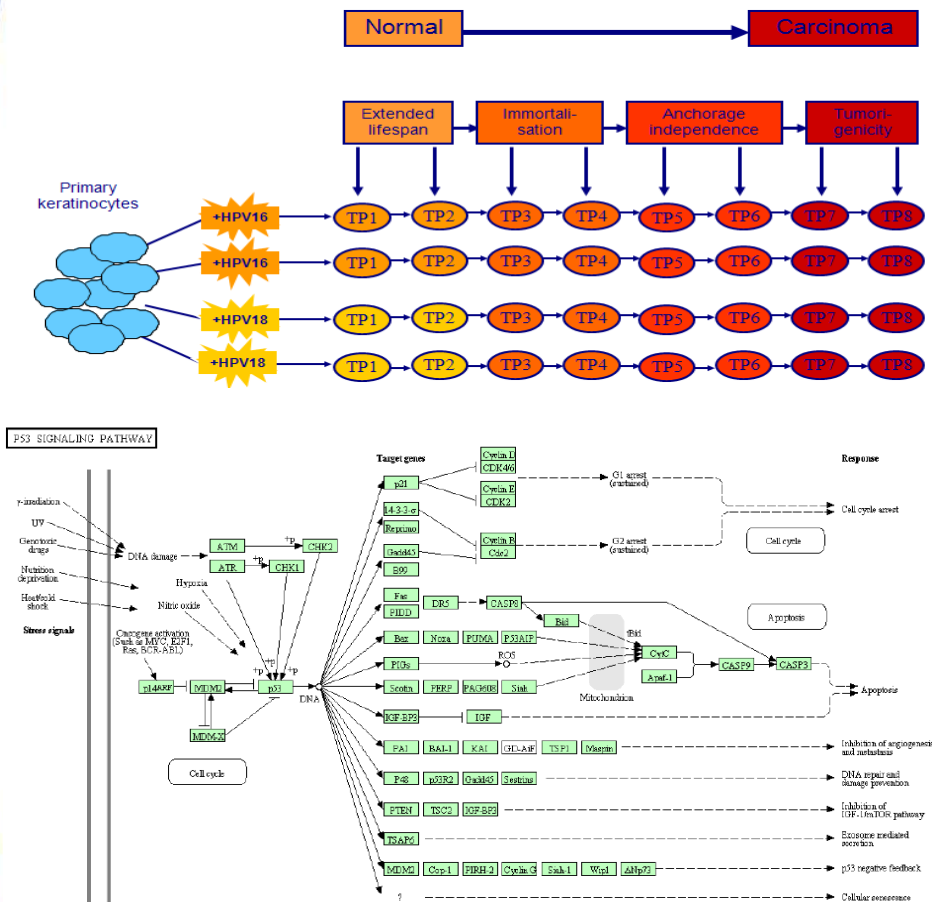 Normal
Carcinoma
Extended
lifespan
Immortali-
sation
Anchorage
independence
Tumori-
genicity
Primary
keratinocytes
+HPV16
TP1
TP2
TP3
TP4
TP5
TP6
TP7
TP8
+HPV16
TP1
TP2
TP3
TP4
TP5
TP6
TP7
TP8
+HPV18
TP1
TP2
TP3
TP4
TP5
TP6
TP7
TP8
+HPV18
TP1
TP2
TP3
TP4
TP5
TP6
TP7
TP8
P53 SIGNALING PATHWAY
Target genes
Response
γ-irradiation
UV
Genotoxic
drugs
Nutrition
deprivation
Heat/cold
shock
Stress signals
DNA damage
ATM
+p
CHK2
ATR
+p
CHK1
Hypoxia
Nitric oxide
Oncogene activation
(Such as MYC, E2F1,
Ras, BCR-ABL)
+p
+p
+p
p14ARF
MDM2
p53
DNA
MDM-X
Cell cycle
p21
Cyclin D
CDK4/6
Cyclin E
CDK2
G1 arrest
(sustained)
14-3-3-σ
Reprimo
Gadd45
B99
Cyclin B
Cdc2
G2 arrest
(sustained)
Cell cycle arrest
Cell cycle
Fas
PIDD
DR5
CASP8
Bid
tBid
Apoptosis
Bax
Noxa
PUMA
P53AIP
PIGs
ROS
Mitochondrion
CytC
Apaf-1
CASP9
CASP3
Apoptosis
Scotin
PERP
PAG608
Siah
IGF-BP3
IGF
PAI
BAI-1
KAI
GD-AiF
TSP1
Maspin
Inhibition of angiogenesis
and metastasis
P48
p53R2
Gadd45
Sestrins
DNA repair and
damage prevention
PTEN
TSC2
IGF-BP3
Inhibition of
IGF-1/mTOR pathway
TSAP6
Exosome mediated
secretion
MDM2
Cop-1
PIRH-2
Cyclin G
Siah-1
Wip1
ΔNp73
p53 negative feedback
?
Cellular senescence